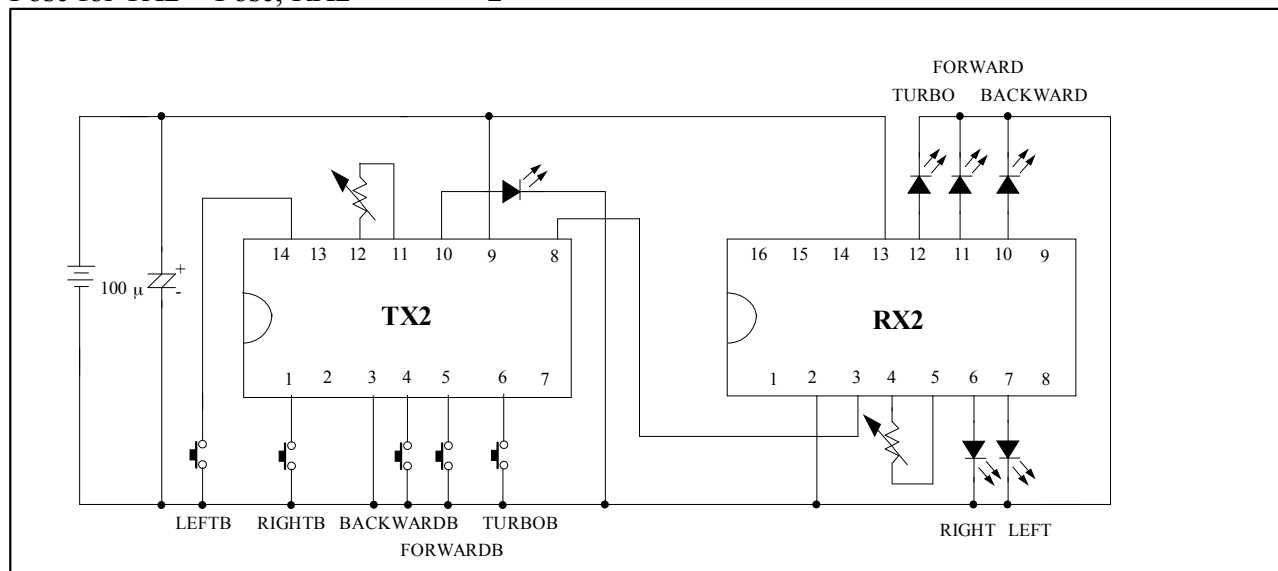 FORWARD
TURBO BACKWARD
14 13 12 11 10 9 8
16 15 14 13 12 11 10 9
100 μ
+
-
TX2
RX2
1 2 3 4 5 6 7
1 2 3 4 5 6 7 8
LEFTB RIGHTB BACKWARDB TURBOB
FORWARDB
RIGHT LEFT